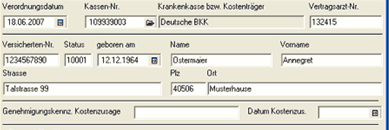 Verordnungsdatum Kassen-Nr. Krankenkasse bzw. Kostenträger Vertragsarzt-Nr.
18.06.2007 109939003 Deutsche BKK 132415
Versicherten-Nr. Status geboren am Name Vorname
1234567890 10001 12.12.1964 Ostermaier Annegret
Strasse Plz Ort
Talstrasse 99 40506 Musterhause
Genehmigungskennz. Kostenzusage Datum Kostenzus.